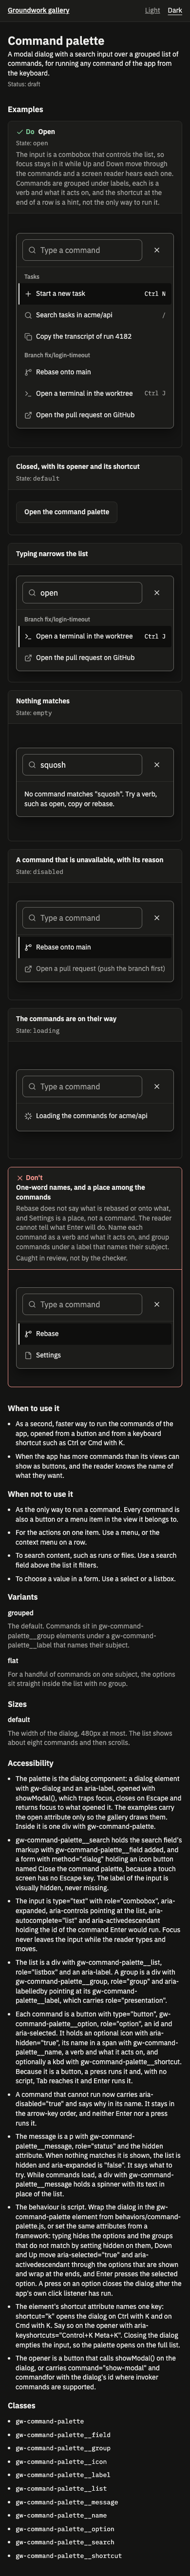 Groundwork gallery
Light
Dark
Command palette
A modal dialog with a search input over a grouped list of
commands, for running any command of the app from
the keyboard.
Status: draft
Examples
Do Open
State: open
The input is a combobox that controls the list, so
focus stays in it while Up and Down move through
the commands and a screen reader hears each one.
Commands are grouped under labels, each is a
verb and what it acts on, and the shortcut at the
end of a row is a hint, not the only way to run it.
Type a command
Tasks
Start a new task
Ctrl N
Search tasks in acme/api
/
Copy the transcript of run 4182
Branch fix/login-timeout
Rebase onto main
Open a terminal in the worktree
Ctrl J
Open the pull request on GitHub
Closed, with its opener and its shortcut
State: default
Open the command palette
Typing narrows the list
open
Branch fix/login-timeout
Open a terminal in the worktree
Ctrl J
Open the pull request on GitHub
Nothing matches
State: empty
squosh
No command matches "squosh". Try a verb,
such as open, copy or rebase.
A command that is unavailable, with its reason
State: disabled
Type a command
Rebase onto main
Open a pull request (push the branch first)
The commands are on their way
State: loading
Type a command
Loading the commands for acme/api
Don't
One-word names, and a place among the
commands
Rebase does not say what is rebased or onto what,
and Settings is a place, not a command. The reader
cannot tell what Enter will do. Name each
command as a verb and what it acts on, and group
commands under a label that names their subject.
Caught in review, not by the checker.
Type a command
Rebase
Settings
When to use it
As a second, faster way to run the commands of the
app, opened from a button and from a keyboard
shortcut such as Ctrl or Cmd with K.
When the app has more commands than its views can
show as buttons, and the reader knows the name of
what they want.
When not to use it
As the only way to run a command. Every command is
also a button or a menu item in the view it belongs to.
For the actions on one item. Use a menu, or the
context menu on a row.
To search content, such as runs or files. Use a search
field above the list it filters.
To choose a value in a form. Use a select or a listbox.
Variants
grouped
The default. Commands sit in gw-command-
palette__group elements under a gw-command-
palette__label that names their subject.
flat
For a handful of commands on one subject, the options
sit straight inside the list with no group.
Sizes
default
The width of the dialog, 480px at most. The list shows
about eight commands and then scrolls.
Accessibility
The palette is the dialog component: a dialog element
with gw-dialog and an aria-label, opened with
showModal(), which traps focus, closes on Escape and
returns focus to what opened it. The examples carry
the open attribute only so the gallery draws them.
Inside it is one div with gw-command-palette.
gw-command-palette__search holds the search field's
markup with gw-command-palette__field added, and
a form with method="dialog" holding an icon button
named Close the command palette, because a touch
screen has no Escape key. The label of the input is
visually hidden, never missing.
The input is type="text" with role="combobox", aria-
expanded, aria-controls pointing at the list, aria-
autocomplete="list" and aria-activedescendant
holding the id of the command Enter would run. Focus
never leaves the input while the reader types and
moves.
The list is a div with gw-command-palette__list,
role="listbox" and an aria-label. A group is a div with
gw-command-palette__group, role="group" and aria-
labelledby pointing at its gw-command-
palette__label, which carries role="presentation".
Each command is a button with type="button", gw-
command-palette__option, role="option", an id and
aria-selected. It holds an optional icon with aria-
hidden="true", its name in a span with gw-command-
palette__name, a verb and what it acts on, and
optionally a kbd with gw-command-palette__shortcut.
Because it is a button, a press runs it and, with no
script, Tab reaches it and Enter runs it.
A command that cannot run now carries aria-
disabled="true" and says why in its name. It stays in
the arrow-key order, and neither Enter nor a press
runs it.
The message is a p with gw-command-
palette__message, role="status" and the hidden
attribute. When nothing matches it is shown, the list is
hidden and aria-expanded is "false". It says what to
try. While commands load, a div with gw-command-
palette__message holds a spinner with its text in
place of the list.
The behaviour is script. Wrap the dialog in the gw-
command-palette element from behaviors/command-
palette.js, or set the same attributes from a
framework: typing hides the options and the groups
that do not match by setting hidden on them, Down
and Up move aria-selected="true" and aria-
activedescendant through the options that are shown
and wrap at the ends, and Enter presses the selected
option. A press on an option closes the dialog after the
app's own click listener has run.
The element's shortcut attribute names one key:
shortcut="k" opens the dialog on Ctrl with K and on
Cmd with K. Say so on the opener with aria-
keyshortcuts="Control+K Meta+K". Closing the dialog
empties the input, so the palette opens on the full list.
The opener is a button that calls showModal() on the
dialog, or carries command="show-modal" and
commandfor with the dialog's id where invoker
commands are supported.
Classes
gw-command-palette
gw-command-palette__field
gw-command-palette__group
gw-command-palette__icon
gw-command-palette__label
gw-command-palette__list
gw-command-palette__message
gw-command-palette__name
gw-command-palette__option
gw-command-palette__search
gw-command-palette__shortcut